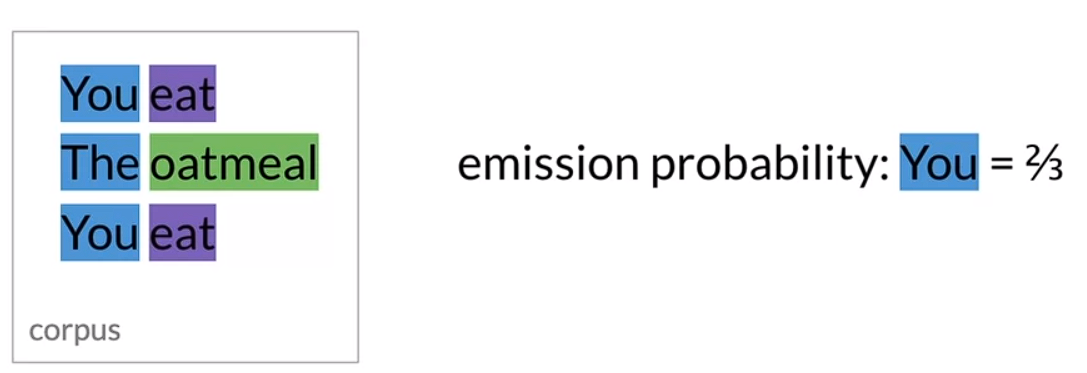 You eat
The oatmeal
You eat
corpus
emission probability: You = ⅔